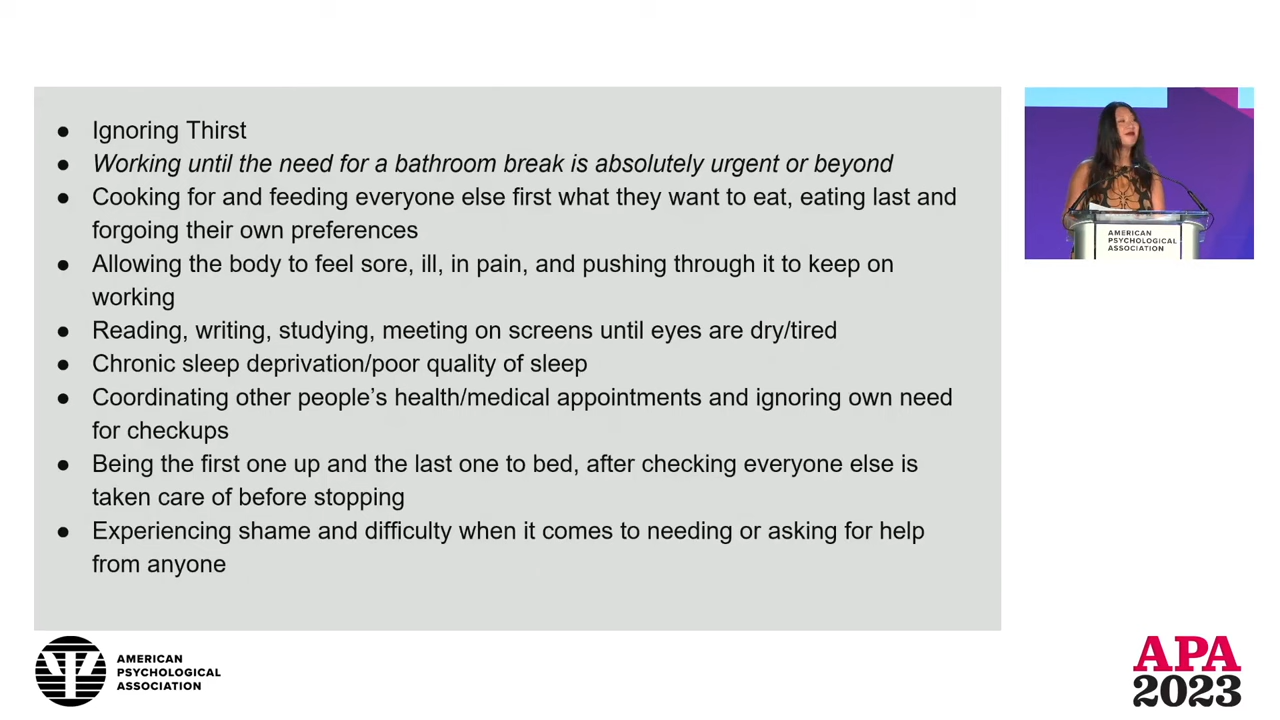 ● Ignoring Thirst
● Working until the need for a bathroom break is absolutely urgent or beyond
● Cooking for and feeding everyone else first what they want to eat, eating last and
forgoing their own preferences
● Allowing the body to feel sore, ill, in pain, and pushing through it to keep on
working
● Reading, writing, studying, meeting on screens until eyes are dry/tired
● Chronic sleep deprivation/poor quality of sleep
● Coordinating other people’s health/medical appointments and ignoring own need
for checkups
● Being the first one up and the last one to bed, after checking everyone else is
taken care of before stopping
● Experiencing shame and difficulty when it comes to needing or asking for help
from anyone
AMERICAN
PSYCHOLOGICAL
ASSOCIATION
AMERICAN
PSYCHOLOGICAL
ASSOCIATION
APA
2023